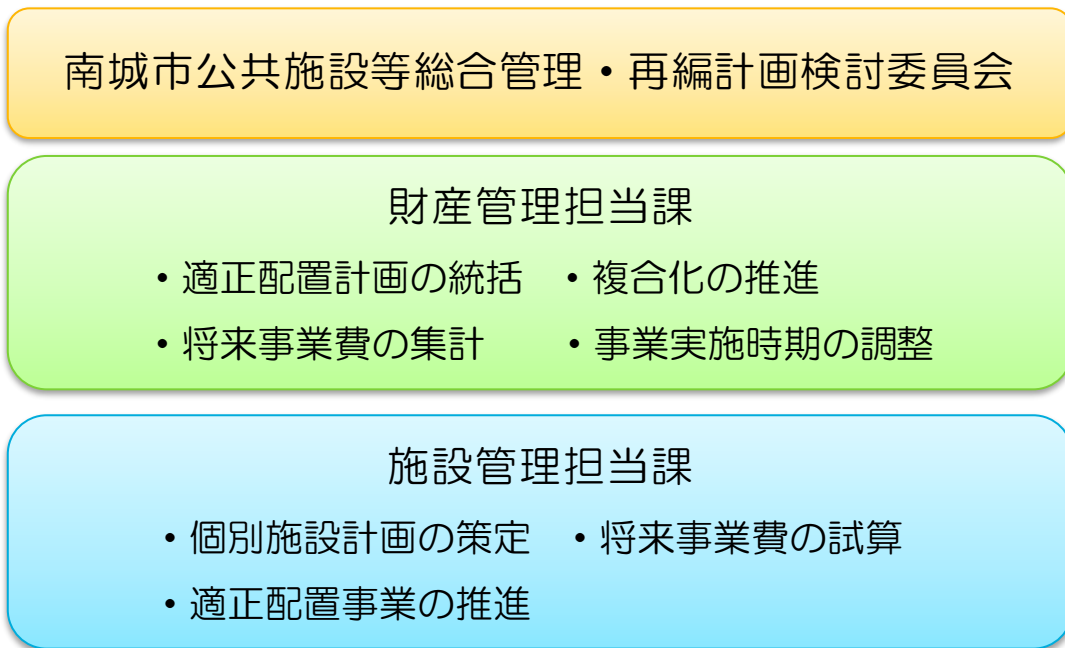 南城市公共施設等総合管理・再編計画検討委員会
財産管理担当課
・適正配置計画の統括 ・複合化の推進
・将来事業費の集計 ・事業実施時期の調整
施設管理担当課
・個別施設計画の策定 ・将来事業費の試算
・適正配置事業の推進